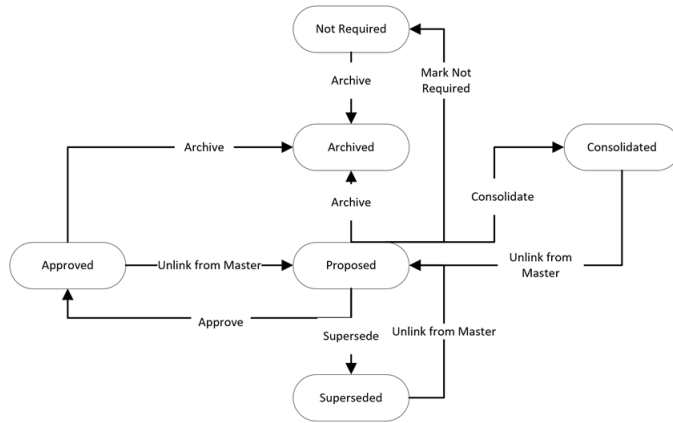 Not Required
Archive
Mark Not
Required
Archive
Archived
Consolidated
Archive
Consolidate
Approved
Unlink from Master
Proposed
Unlink from
Master
Approve
Supersede
Unlink from Master
Superseded